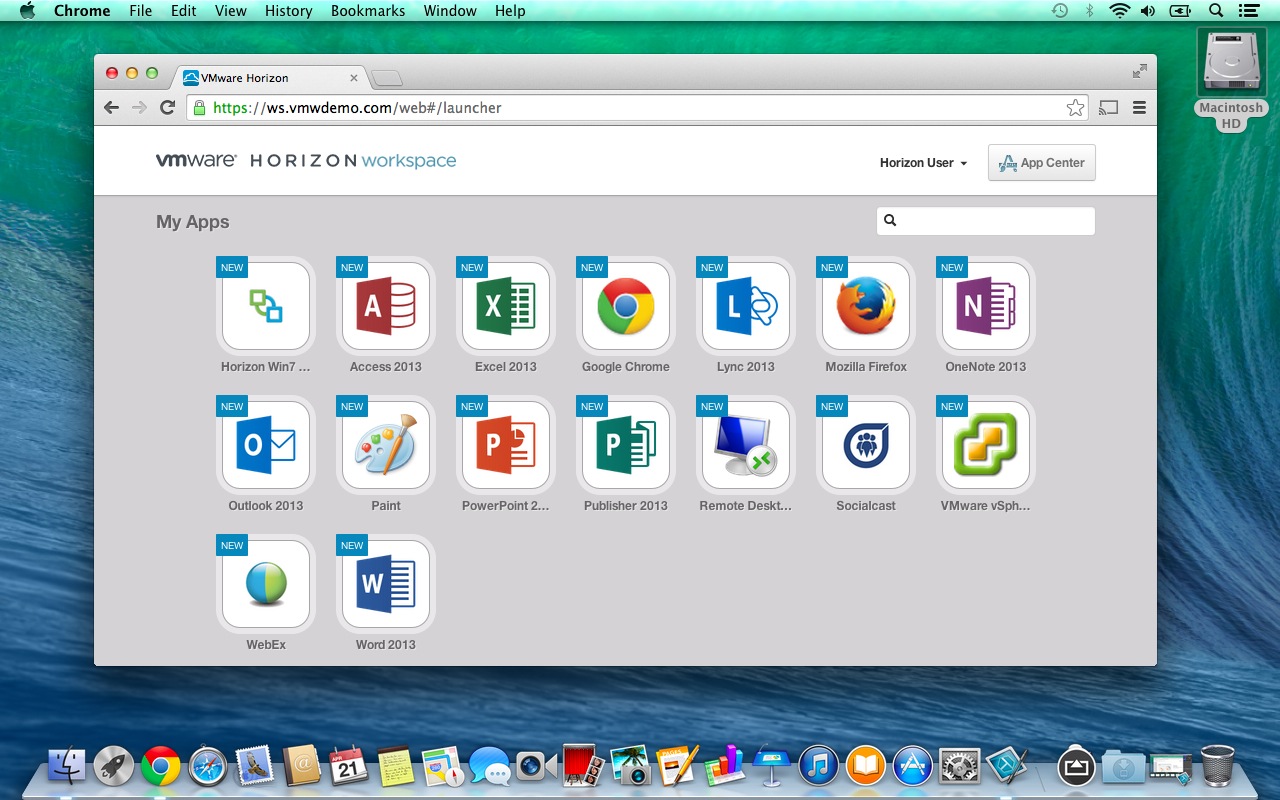 Chrome File Edit View History Bookmarks Window Help
Macintosh HD
VMware Horizon
https://ws.vmwdemo.com/web#/launcher
vmware® HORIZON workspace
Horizon User
App Center
My Apps
NEW NEW NEW NEW NEW NEW NEW
A X L N
Horizon Win7 ... Access 2013 Excel 2013 Google Chrome Lync 2013 Mozilla Firefox OneNote 2013
NEW NEW NEW NEW NEW NEW NEW
O P P
Outlook 2013 Paint PowerPoint 2... Publisher 2013 Remote Deskt... Socialcast VMware vSph...
NEW NEW
W
WebEx Word 2013
APR
21